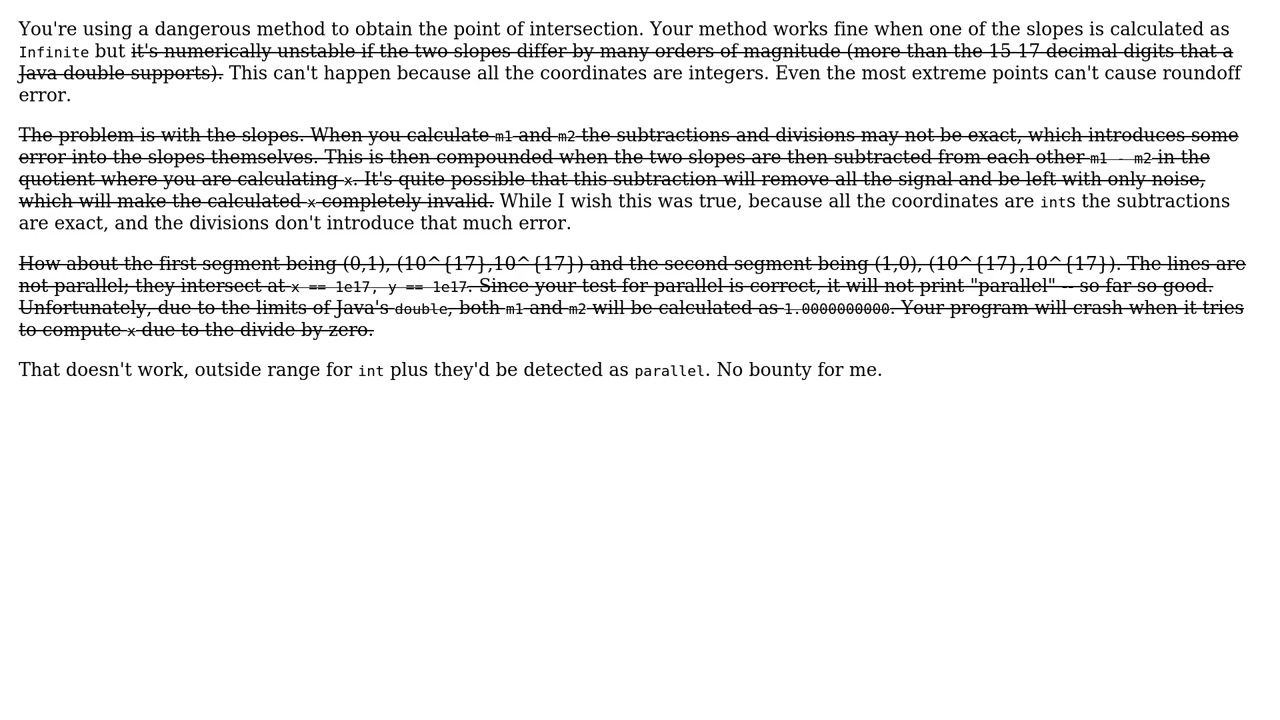 You're using a dangerous method to obtain the point of intersection. Your method works fine when one of the slopes is calculated as
Infinite but it's numerically unstable if the two slopes differ by many orders of magnitude (more than the 15-17 decimal digits that a
Java double supports). This can't happen because all the coordinates are integers. Even the most extreme points can't cause roundoff
error.
The problem is with the slopes. When you calculate m1 and m2 the subtractions and divisions may not be exact, which introduces some
error into the slopes themselves. This is then compounded when the two slopes are then subtracted from each other m1 - m2 in the
quotient where you are calculating x. It's quite possible that this subtraction will remove all the signal and be left with only noise,
which will make the calculated x completely invalid. While I wish this was true, because all the coordinates are ints the subtractions
are exact, and the divisions don't introduce that much error.
How about the first segment being (0,1), (10^{17},10^{17}) and the second segment being (1,0), (10^{17},10^{17}). The lines are
not parallel; they intersect at x == 1e17, y == 1e17. Since your test for parallel is correct, it will not print "parallel" -- so far so good.
Unfortunately, due to the limits of Java's double, both m1 and m2 will be calculated as 1.0000000000. Your program will crash when it tries
to compute x due to the divide by zero.
That doesn't work, outside range for int plus they'd be detected as parallel. No bounty for me.